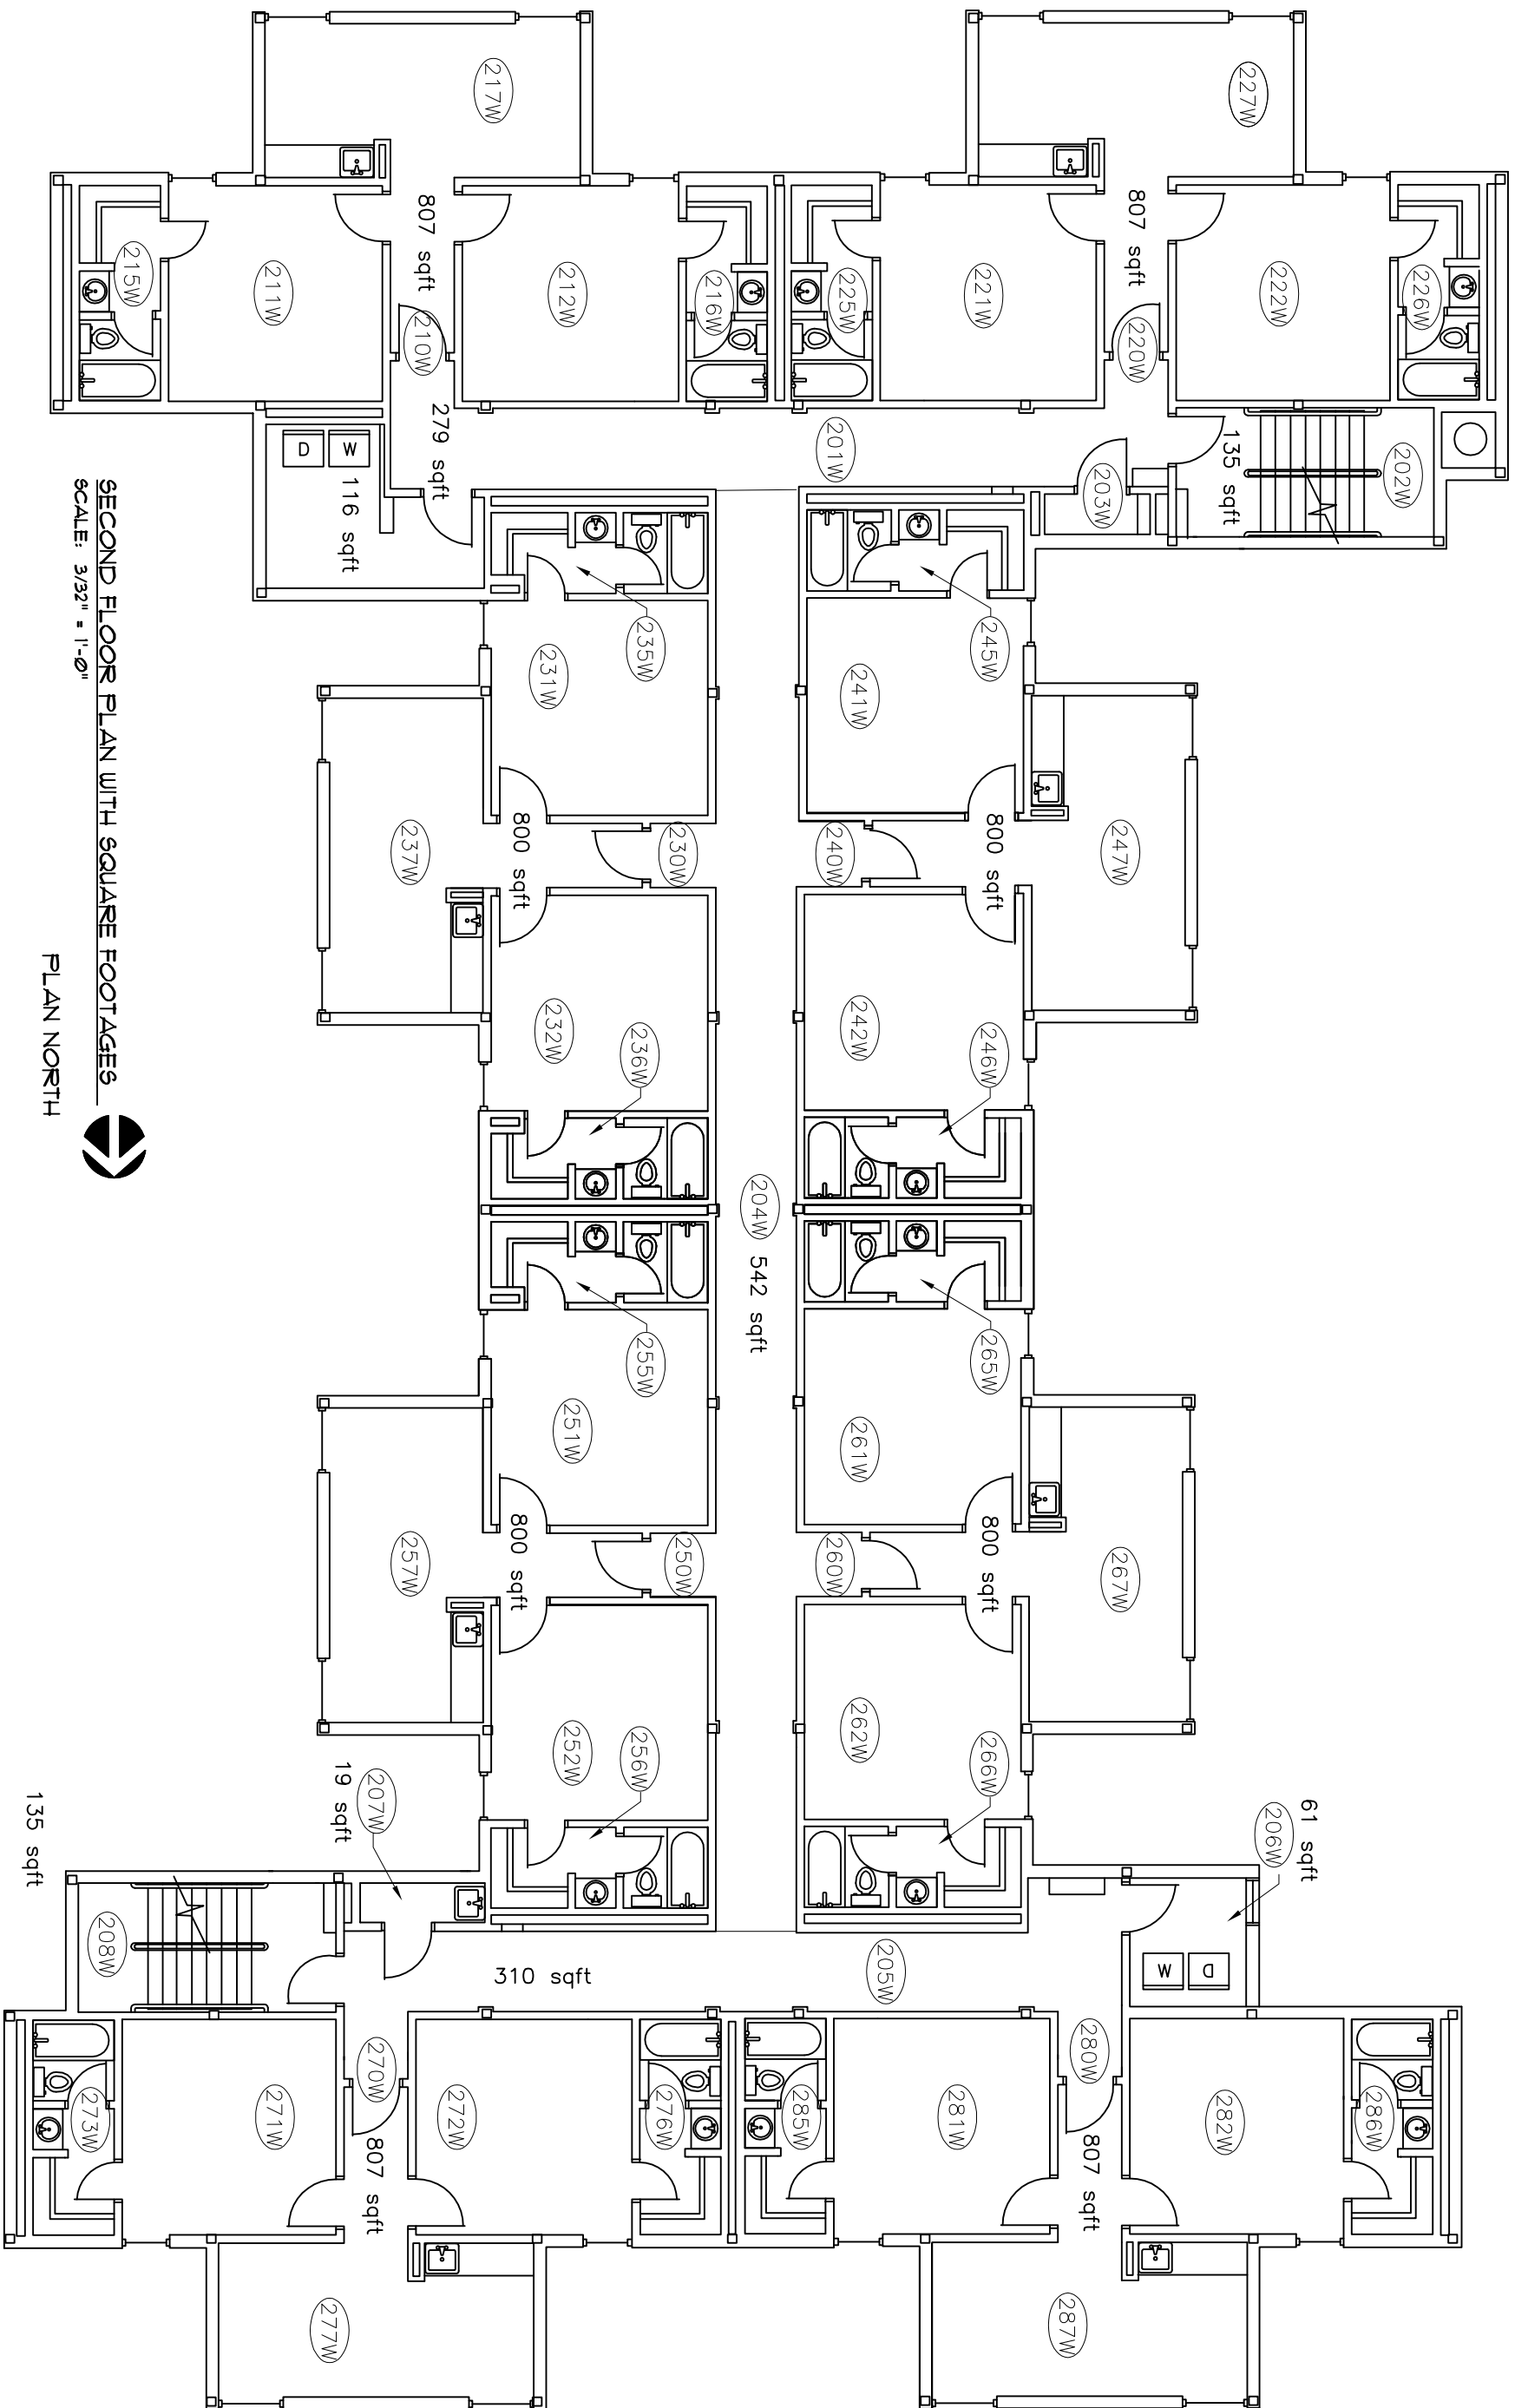 SECOND FLOOR PLAN WITH SQUARE FOOTAGES
SCALE: 3/32" = 1'-0"
PLAN NORTH
227W
222W
226W
202W
135 sqft
203W
807 sqft
220W
221W
225W
201W
217W
216W
212W
807 sqft
210W
279 sqft
211W
215W
D
W
116 sqft
245W
241W
247W
800 sqft
240W
242W
246W
235W
231W
237W
800 sqft
230W
232W
236W
204W
542 sqft
265W
261W
267W
800 sqft
260W
262W
266W
255W
251W
257W
800 sqft
250W
252W
256W
61 sqft
206W
W
D
19 sqft
207W
135 sqft
208W
310 sqft
205W
286W
282W
280W
807 sqft
287W
281W
285W
276W
272W
270W
807 sqft
277W
271W
273W